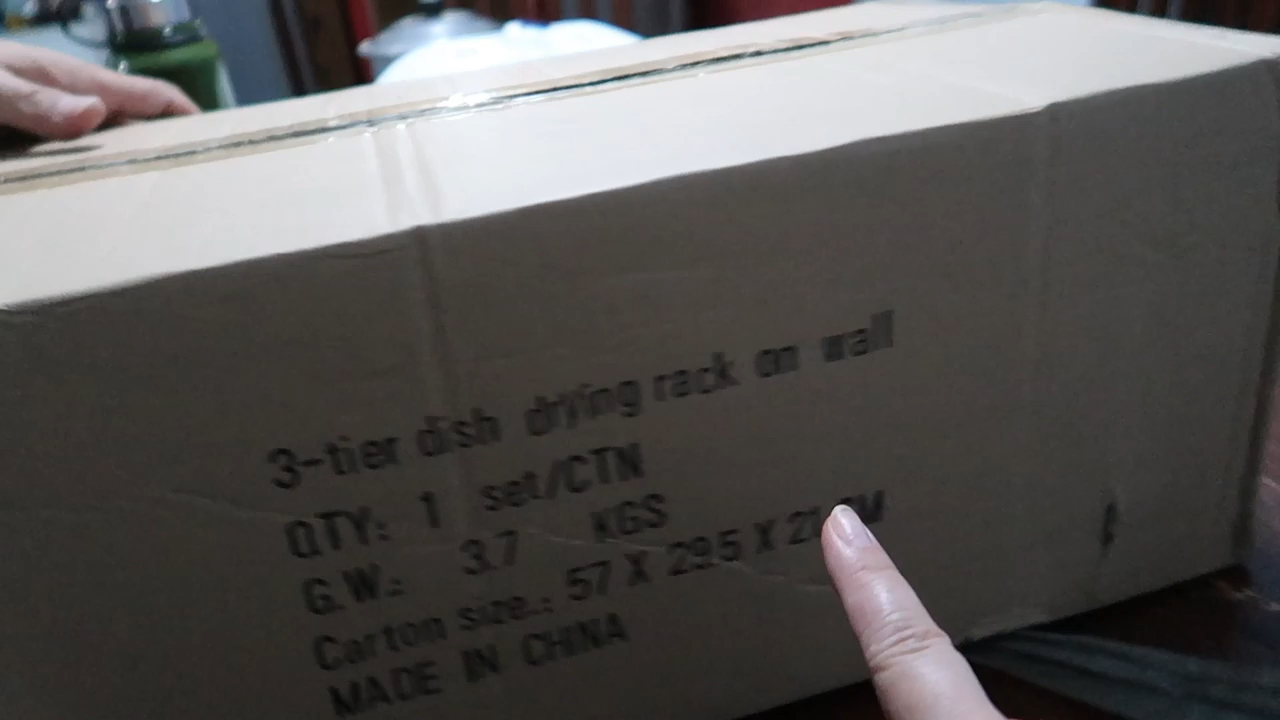 3-tier dish drying rack on wall
QTY: 1 set/CTN
G.W.: 3.7 KGS
Carton size.: 57 X 29.5 X
MADE IN CHINA